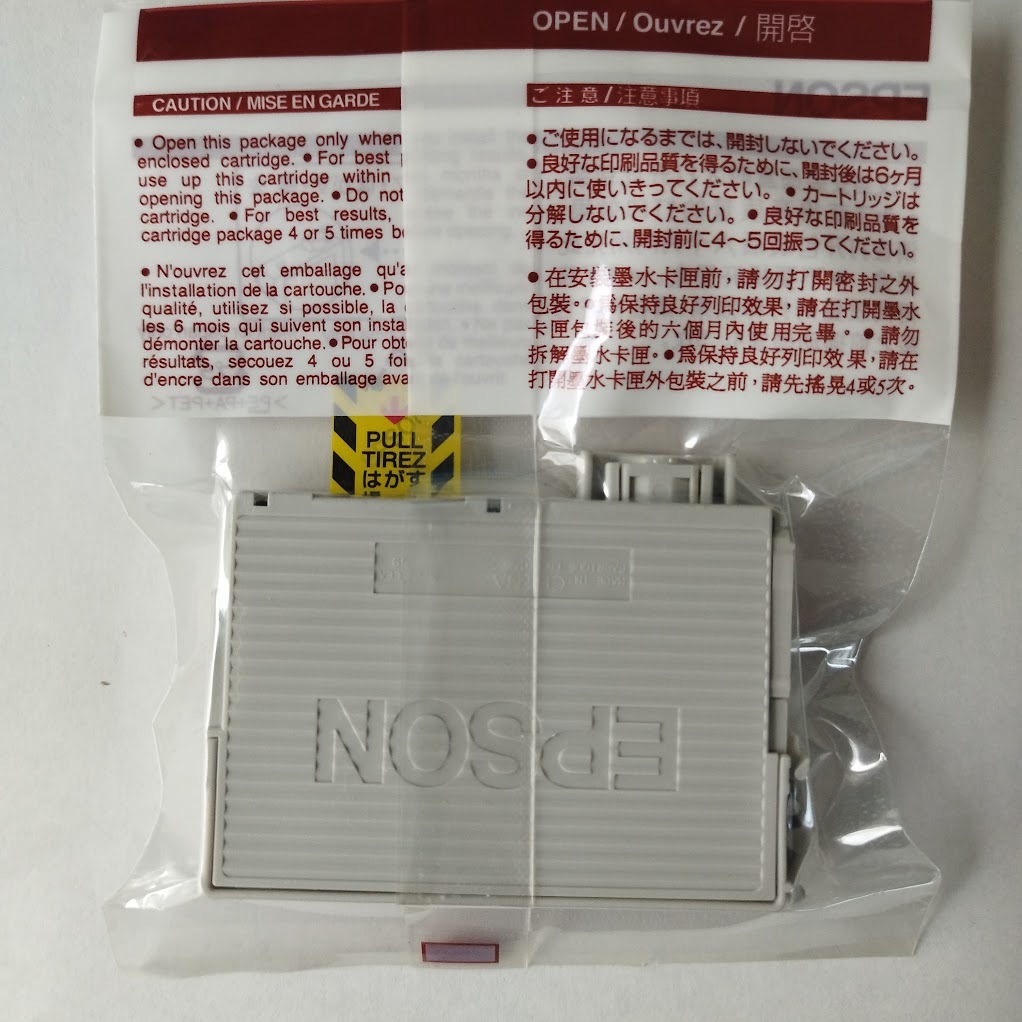 OPEN / Ouvrez / 開啓
CAUTION / MISE EN GARDE
• Open this package only when
enclosed cartridge. • For best
use up this cartridge within
opening this package. • Do not
cartridge. • For best results,
cartridge package 4 or 5 times
• N'ouvrez cet emballage
l'installation de la cartouche. •
qualité, utilisez si possible, la
les 6 mois qui suivent son
démonter la cartouche. • Pour
résultats, secouez 4 ou 5
d'encre dans son emballage
ご注意/注意事項
• ご使用になるまでは、開封しないでください。
• 良好な印刷品質を得るために、開封後は6ヶ月
以内に使いきってください。 • カートリッジは
分解しないでください。 • 良好な印刷品質を
得るために、開封前に4〜5回振ってください。
• 在安裝墨水卡匣前，請勿打開密封之外
包裝。• 爲保持良好列印效果，請在打開墨水
卡匣包裝後的六個月內使用完畢。 • 請勿
拆解墨水卡匣。• 爲保持良好列印效果，請在
打開墨水卡匣外包裝之前，請先搖晃4或5次。
EPSON
>PE+PA+PET<
PULL
TIREZ
はがす
MADE IN CHINA
EPSON